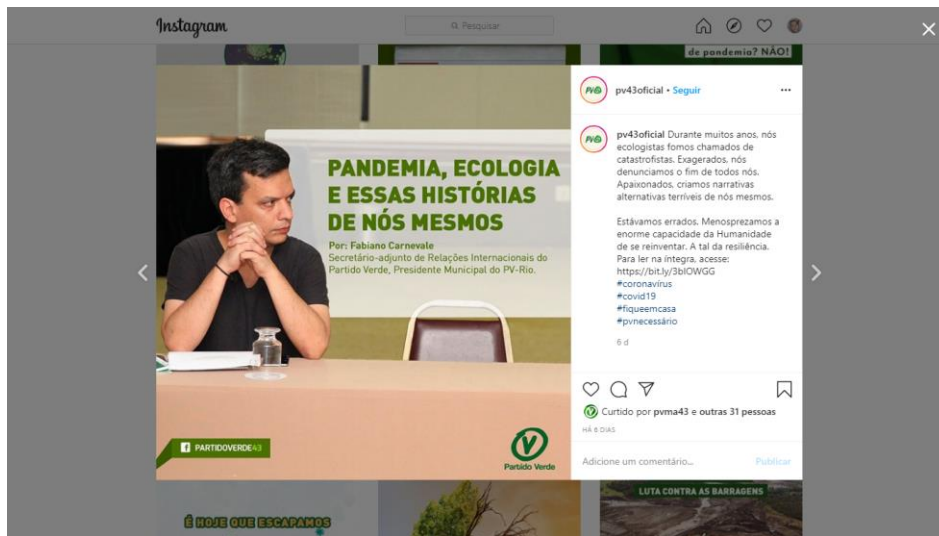 Instagram
Pesquisar
de pandemia? NÃO!
PANDEMIA, ECOLOGIA
E ESSAS HISTÓRIAS
DE NÓS MESMOS
Por: Fabiano Carnevale
Secretário-adjunto de Relações Internacionais do
Partido Verde, Presidente Municipal do PV-Rio.
PARTIDOVERDE43
Partido Verde
pv43oficial • Seguir
pv43oficial Durante muitos anos, nós
ecologistas fomos chamados de
catastrofistas. Exagerados, nós
denunciamos o fim de todos nós.
Apaixonados, criamos narrativas
alternativas terríveis de nós mesmos.
Estávamos errados. Menosprezamos a
enorme capacidade da Humanidade
de se reinventar. A tal da resiliência.
Para ler na íntegra, acesse:
https://bit.ly/3blOWGG
#coronavírus
#covid19
#fiqueemcasa
#pvnecessário
6 d
Curtido por pvma43 e outras 31 pessoas
HÁ 6 DIAS
Adicione um comentário...
Publicar
É HOJE QUE ESCAPAMOS
LUTA CONTRA AS BARRAGENS